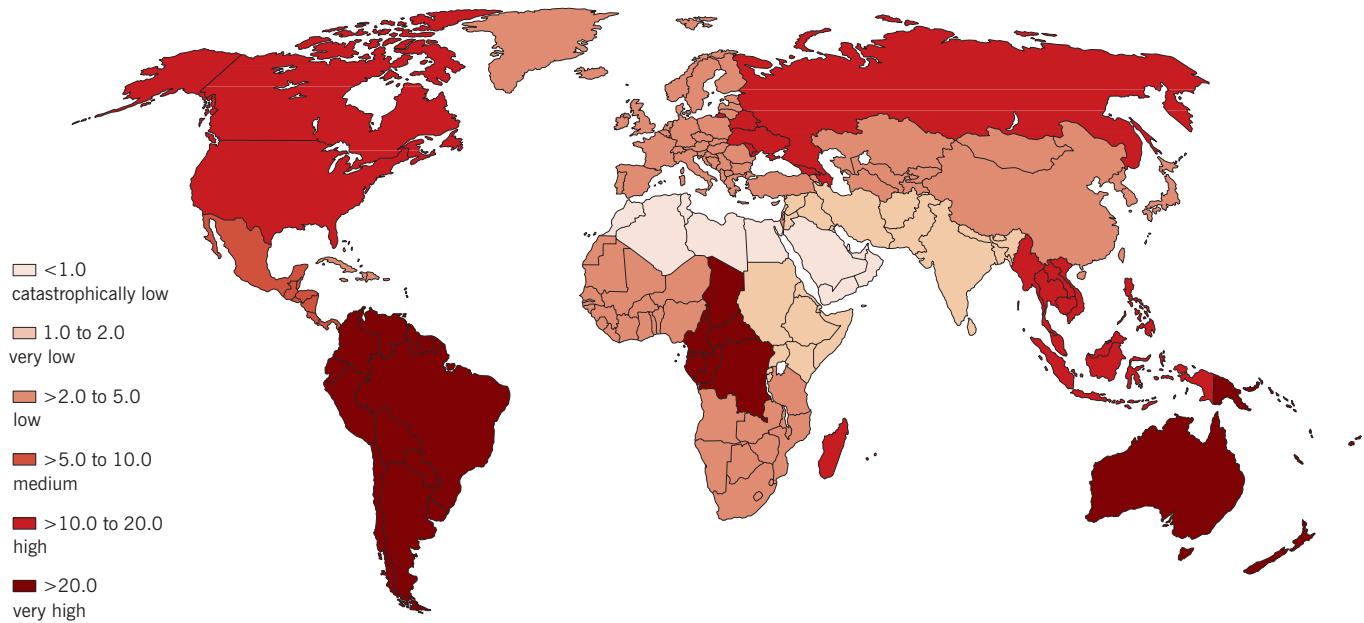 <1.0
catastrophically low
1.0 to 2.0
very low
>2.0 to 5.0
low
>5.0 to 10.0
medium
>10.0 to 20.0
high
>20.0
very high